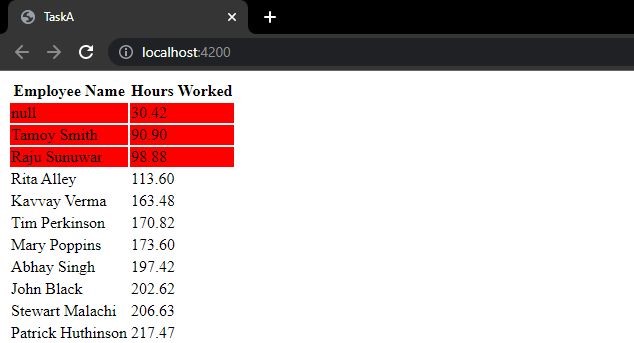 TaskA
localhost:4200
Employee Name Hours Worked
null 30.42
Tamoy Smith 90.90
Raju Sunuwar 98.88
Rita Alley 113.60
Kavvay Verma 163.48
Tim Perkinson 170.82
Mary Poppins 173.60
Abhay Singh 197.42
John Black 202.62
Stewart Malachi 206.63
Patrick Huthinson 217.47